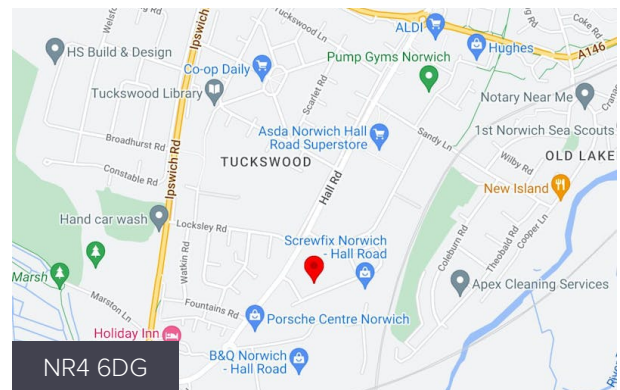 ALDI
Hughes
A146
Coke Rd
HS Build & Design
Ipswich Rd
Co-op Daily
Tuckswood Ln
Pump Gyms Norwich
Tuckswood Library
Scarlet Rd
Notary Near Me
Asda Norwich Hall
Road Superstore
Sandy Ln
1st Norwich Sea Scouts
Broadhurst Rd
TUCKSWOOD
Wilby Rd
OLD LAKE
Constable Rd
Ipswich Rd
Hall Rd
New Island
Cooper Ln
Hand car wash
Locksley Rd
Theobald Rd
Coleburn Rd
Screwfix Norwich
- Hall Road
Watkin Rd
Marsh
Apex Cleaning Services
Marston Ln
Fountains Rd
Porsche Centre Norwich
Holiday Inn
B&Q Norwich
- Hall Road
NR4 6DG